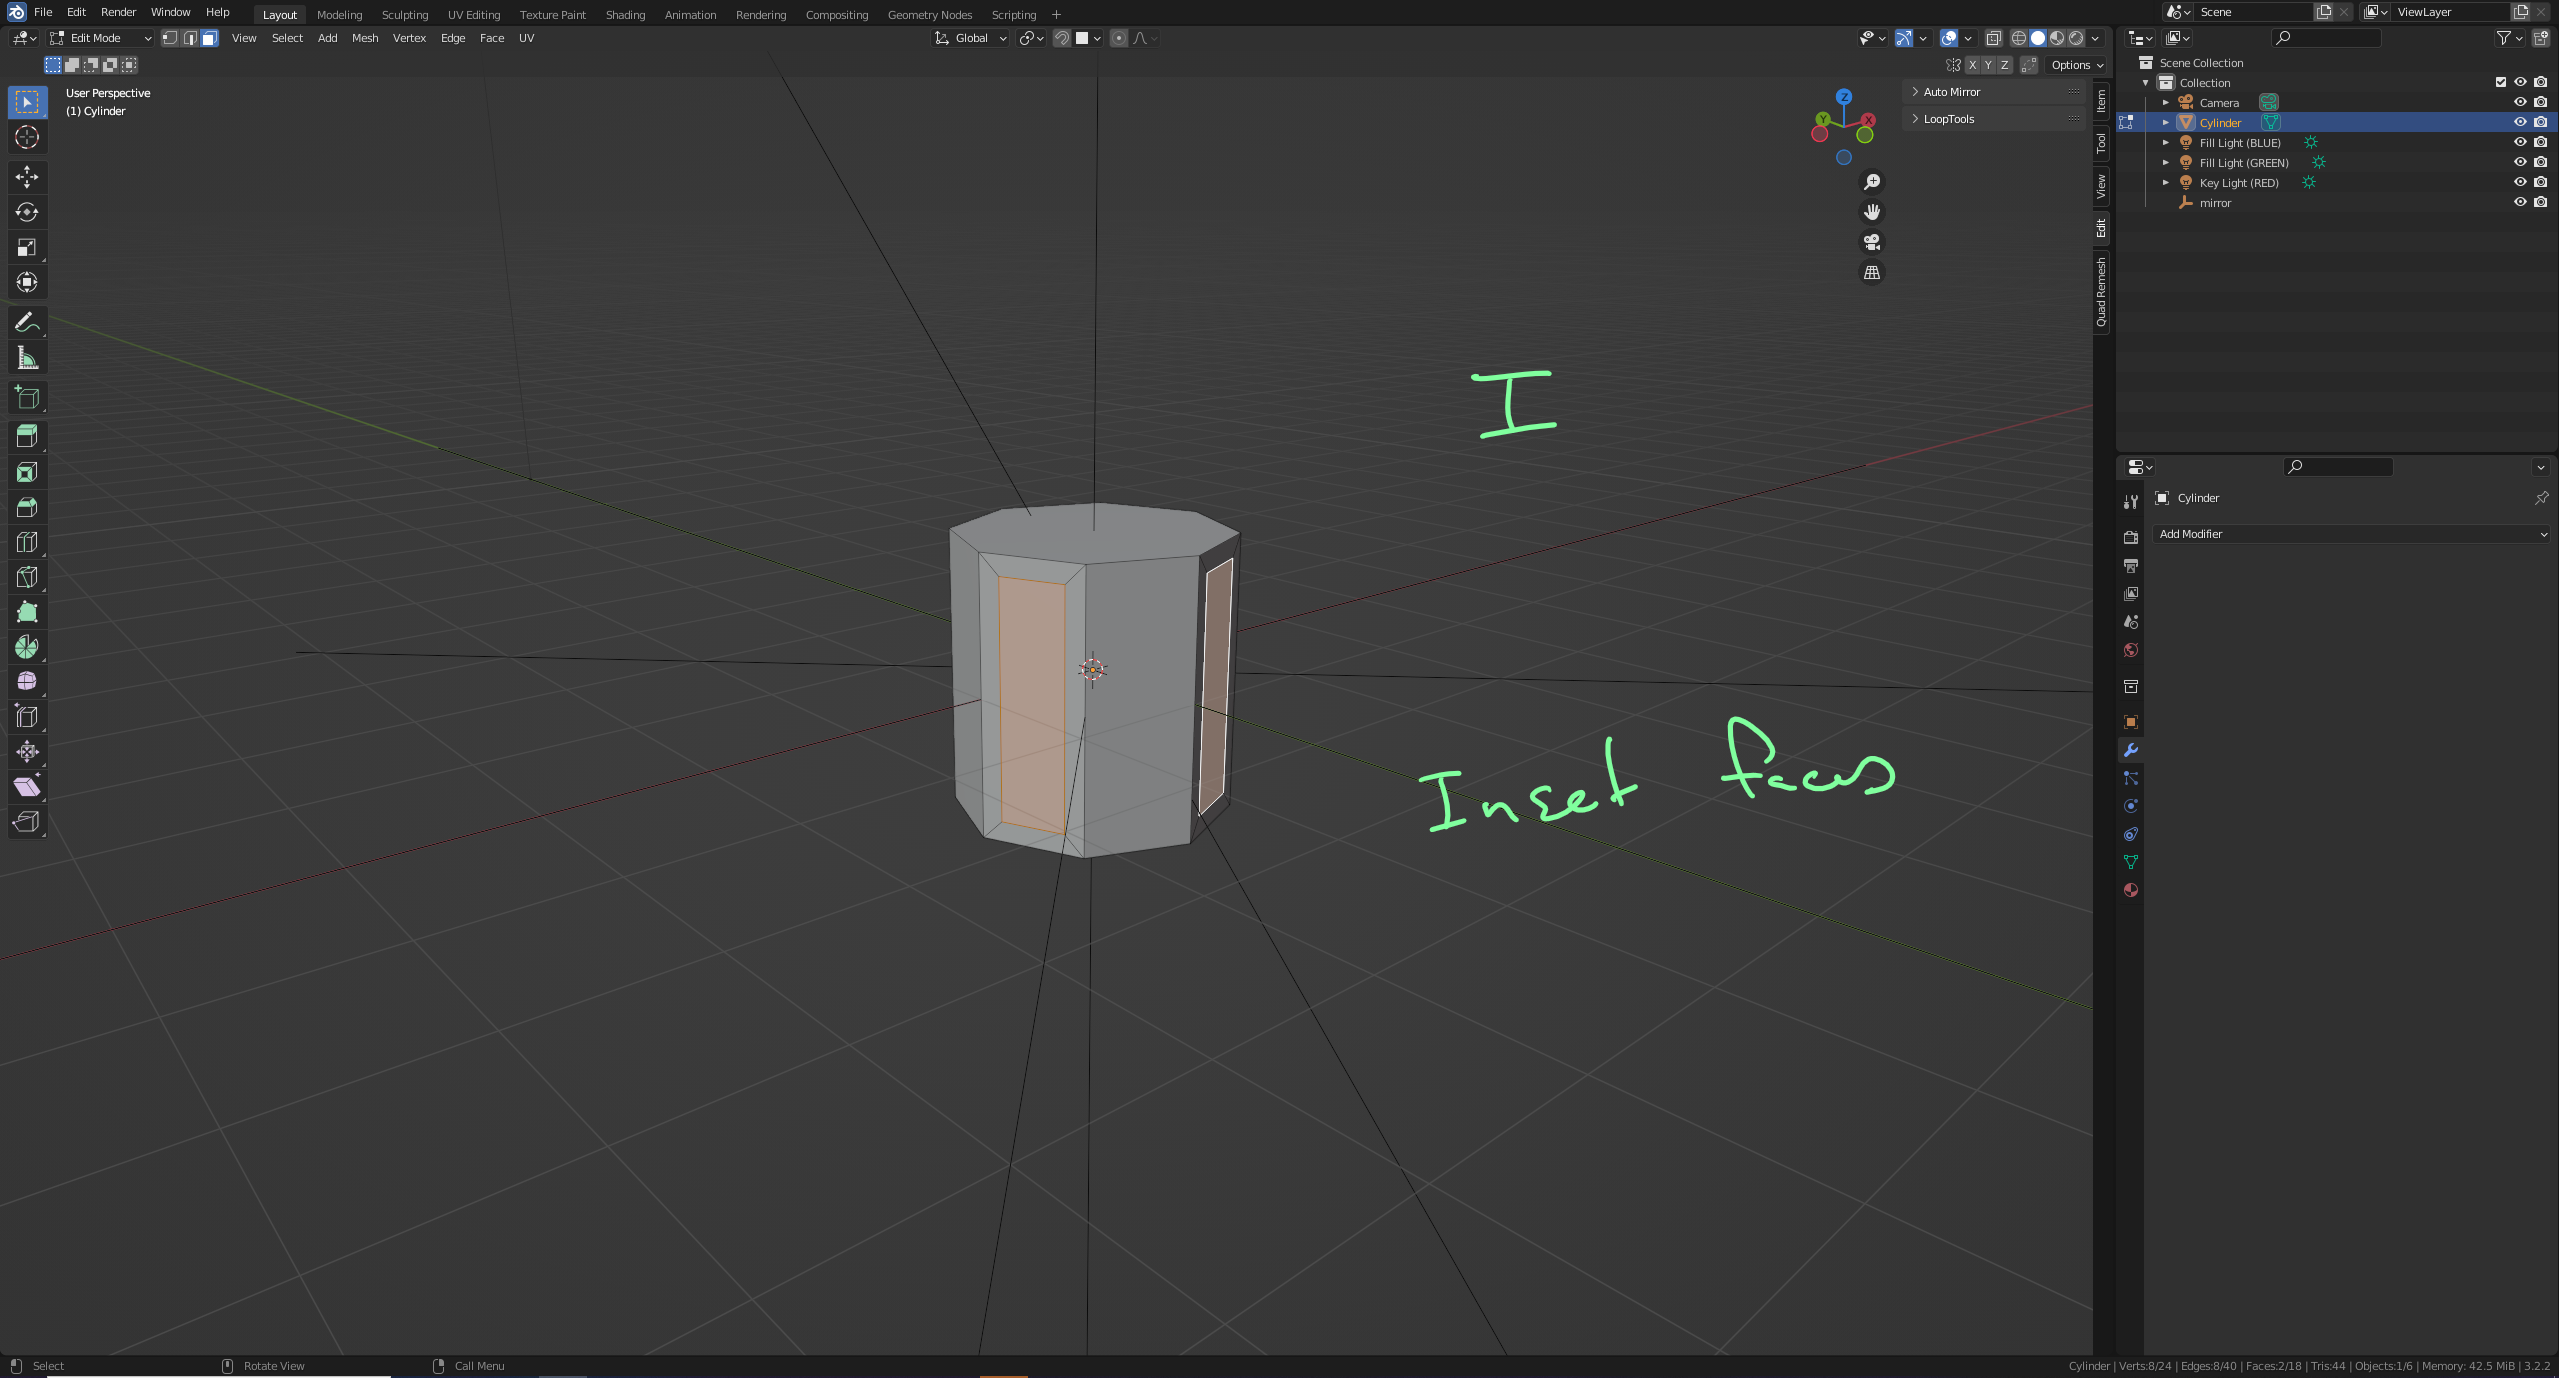 File Edit Render Window Help Layout Modeling Sculpting UV Editing Texture Paint Shading Animation Rendering Compositing Geometry Nodes Scripting + Scene ViewLayer
Edit Mode View Select Add Mesh Vertex Edge Face UV Global
X Y Z Options
User Perspective
(1) Cylinder
Z
Y
X
Auto Mirror
LoopTools
Item
Tool
View
Edit
Quad Remesh
I
Inset faces
Scene Collection
Collection
Camera
Cylinder
Fill Light (BLUE)
Fill Light (GREEN)
Key Light (RED)
mirror
Cylinder
Add Modifier
Select Rotate View Call Menu
Cylinder | Verts:8/24 | Edges:8/40 | Faces:2/18 | Tris:44 | Objects:1/6 | Memory: 42.5 MiB | 3.2.2